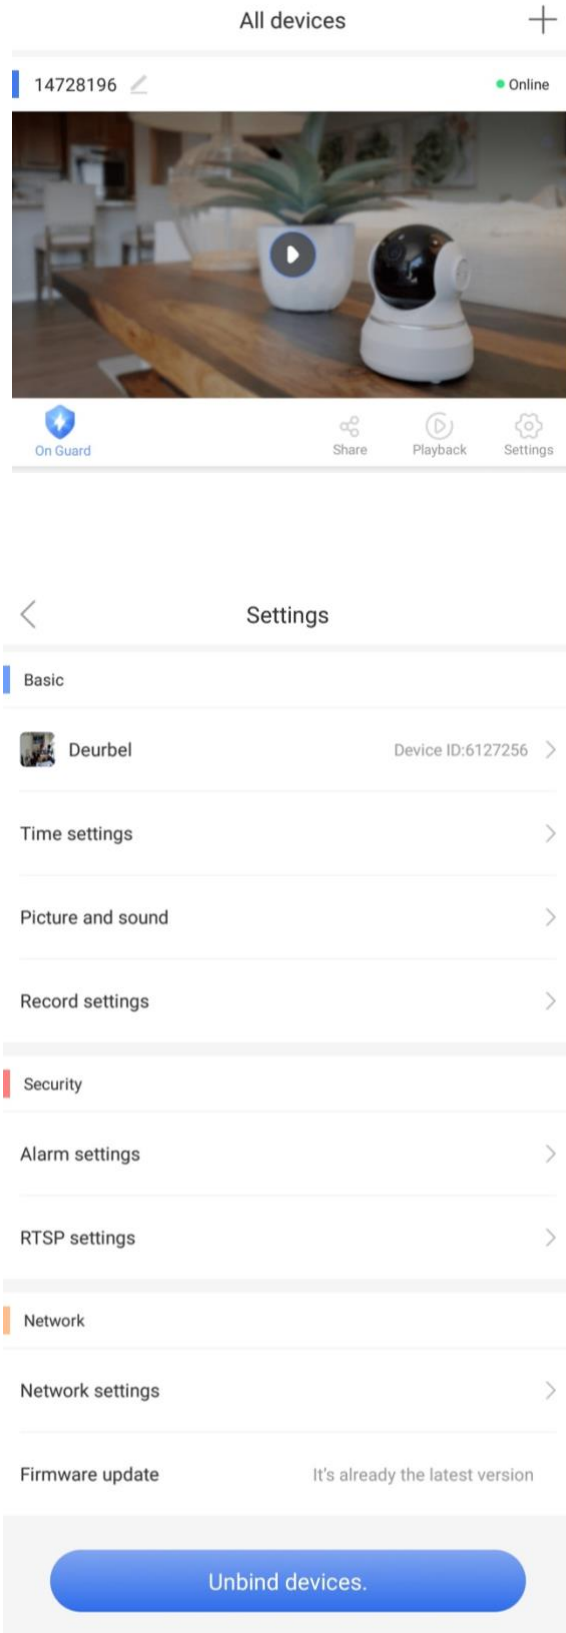 All devices
14728196
Online
On Guard
Share
Playback
Settings
Settings
Basic
Deurbel
Device ID:6127256
Time settings
Picture and sound
Record settings
Security
Alarm settings
RTSP settings
Network
Network settings
Firmware update
It's already the latest version
Unbind devices.